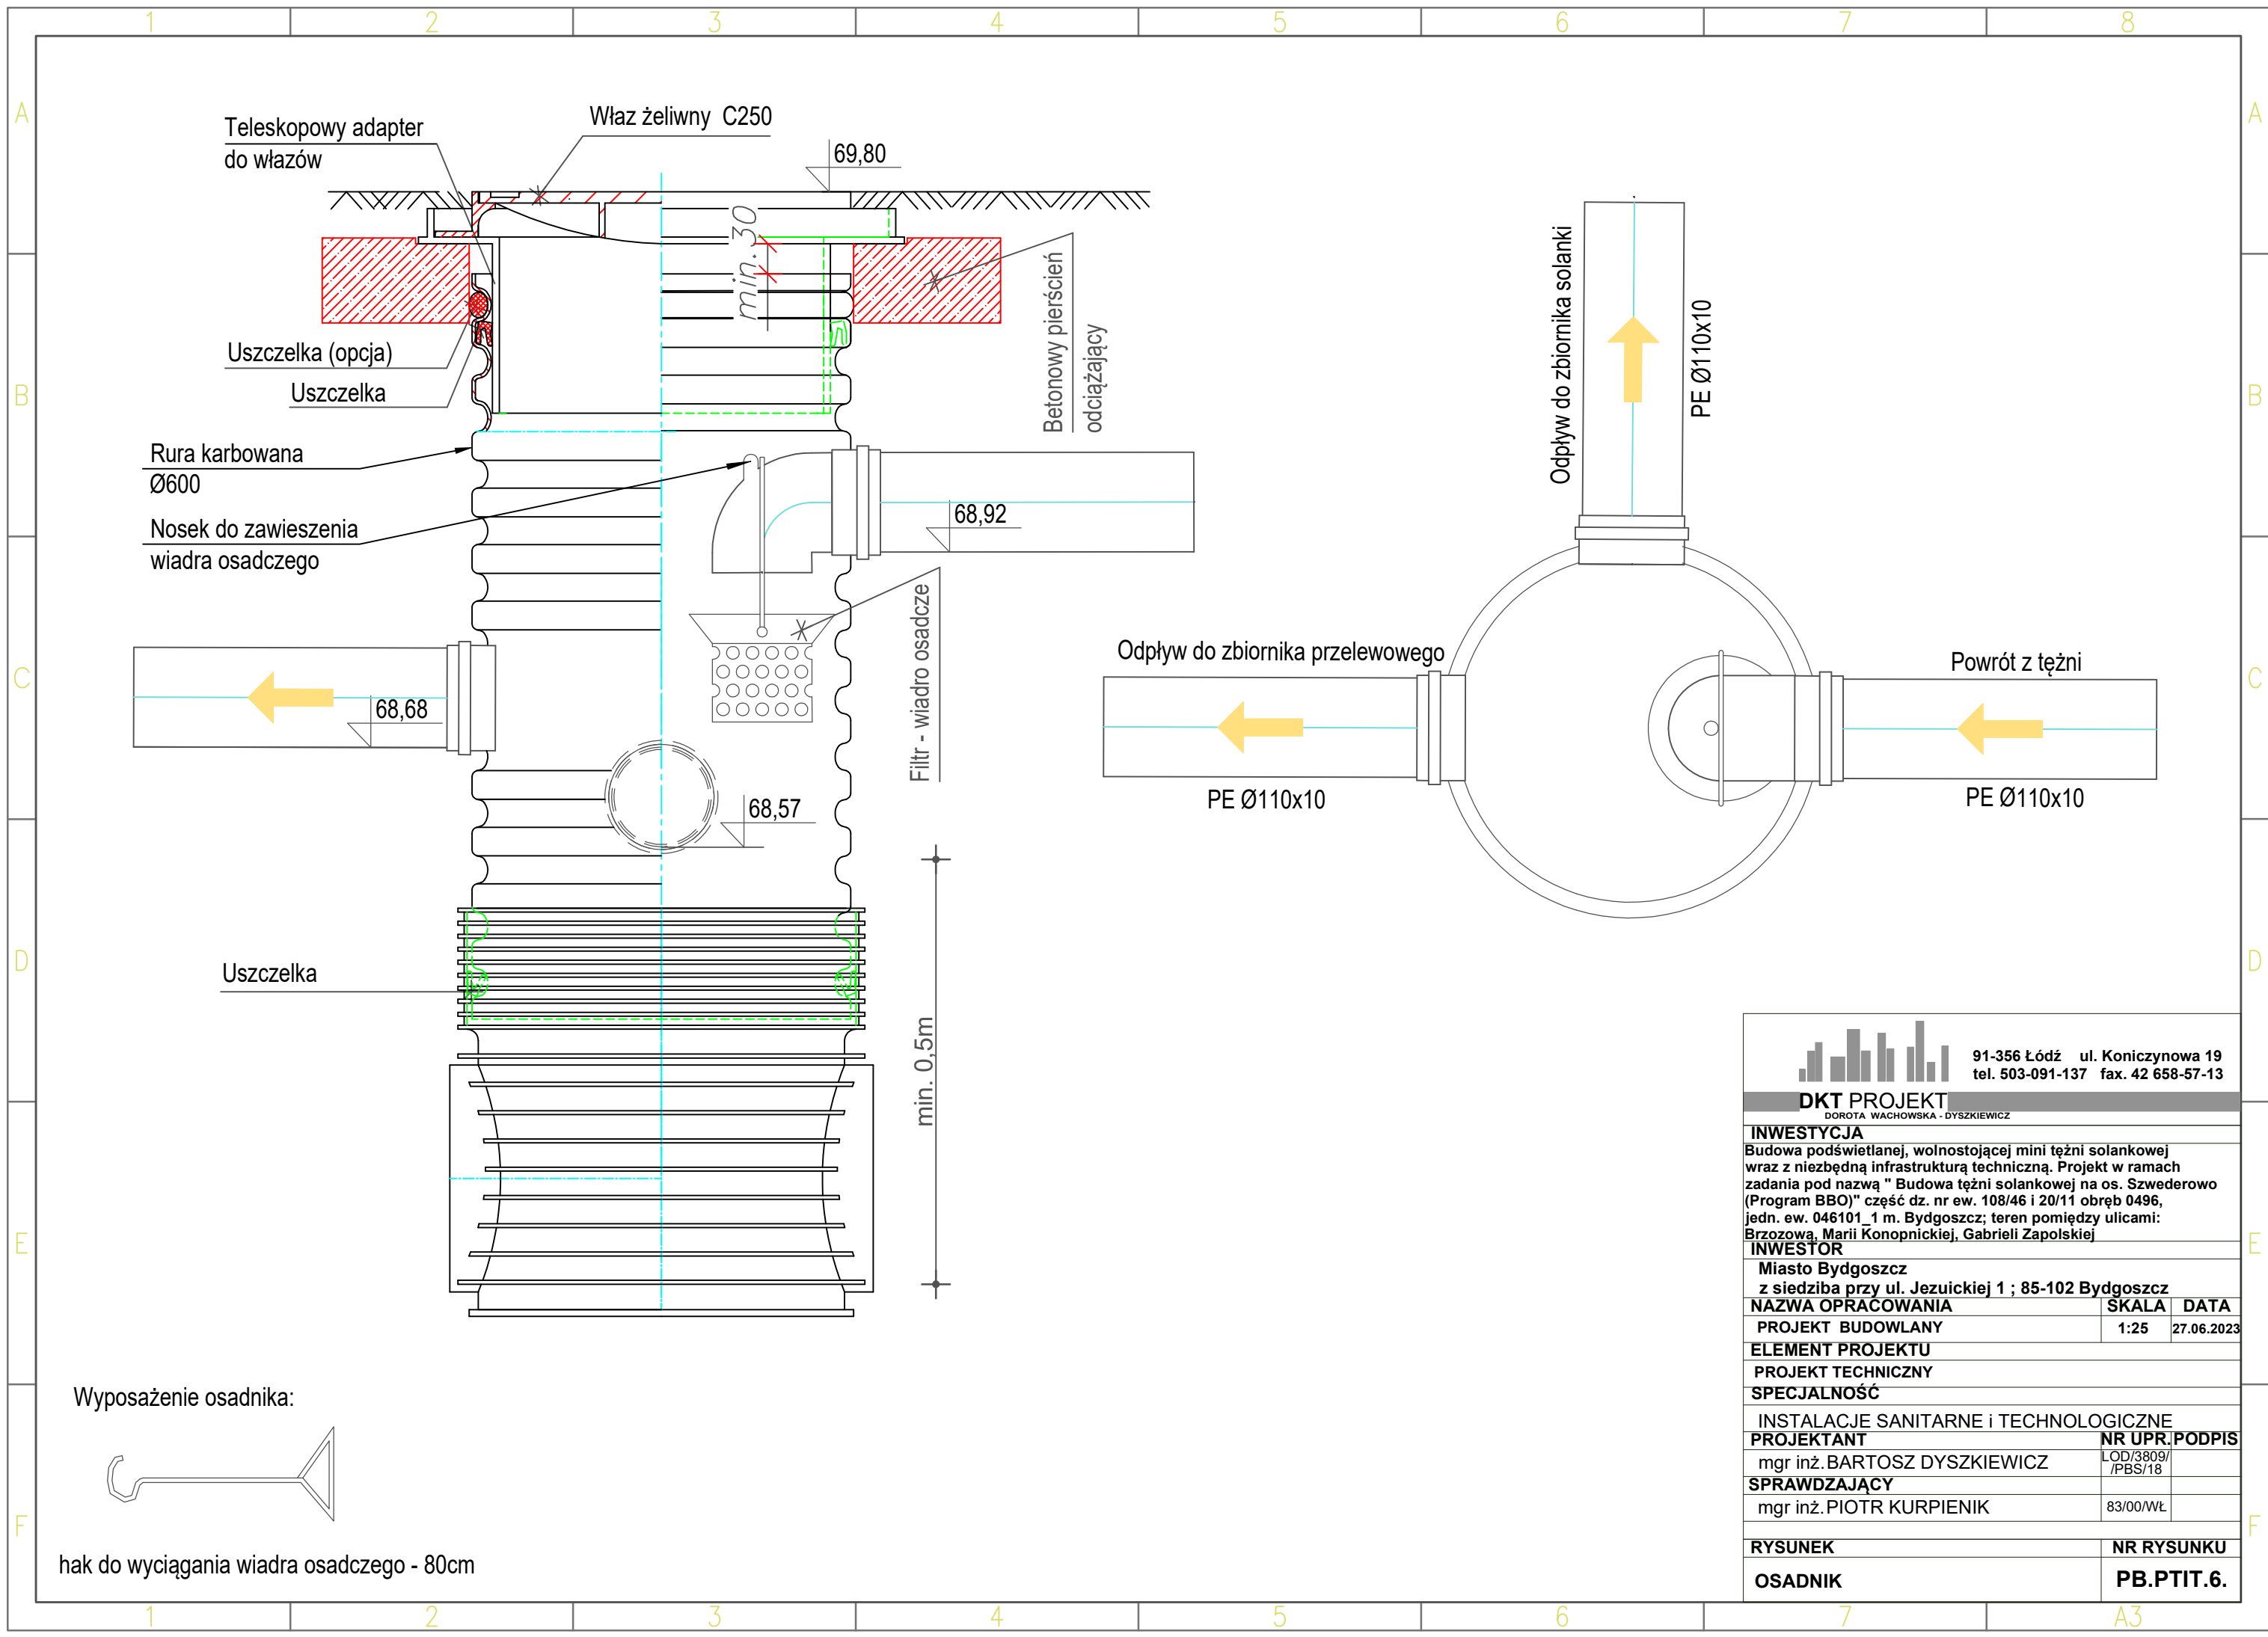 1 2 3 4 5 6 7 8
A A
B B
C C
D D
E E
F F
1 2 3 4 5 6 7 A3
Teleskopowy adapter
do włazów
Właz żeliwny C250
69,80
min. 30
Betonowy pierścień
odciążający
Uszczelka (opcja)
Uszczelka
Rura karbowana
Ø600
Nosek do zawieszenia
wiadra osadczego
68,92
Filtr - wiadro osadcze
68,68
68,57
min. 0,5m
Uszczelka
Odpływ do zbiornika solanki
PE Ø110x10
Odpływ do zbiornika przelewowego
PE Ø110x10
Powrót z tężni
PE Ø110x10
Wyposażenie osadnika:
hak do wyciągania wiadra osadczego - 80cm
91-356 Łódź ul. Koniczynowa 19
tel. 503-091-137 fax. 42 658-57-13
DKT PROJEKT
DOROTA WACHOWSKA - DYSZKIEWICZ
INWESTYCJA
Budowa podświetlanej, wolnostojącej mini tężni solankowej
wraz z niezbędną infrastrukturą techniczną. Projekt w ramach
zadania pod nazwą " Budowa tężni solankowej na os. Szwederowo
(Program BBO)" część dz. nr ew. 108/46 i 20/11 obręb 0496,
jedn. ew. 046101_1 m. Bydgoszcz; teren pomiędzy ulicami:
Brzozową, Marii Konopnickiej, Gabrieli Zapolskiej
INWESTOR
Miasto Bydgoszcz
z siedziba przy ul. Jezuickiej 1 ; 85-102 Bydgoszcz
NAZWA OPRACOWANIA SKALA DATA
PROJEKT BUDOWLANY 1:25 27.06.2023
ELEMENT PROJEKTU
PROJEKT TECHNICZNY
SPECJALNOŚĆ
INSTALACJE SANITARNE i TECHNOLOGICZNE
PROJEKTANT NR UPR. PODPIS
mgr inż. BARTOSZ DYSZKIEWICZ LOD/3809/
/PBS/18
SPRAWDZAJĄCY
mgr inż. PIOTR KURPIENIK 83/00/WŁ
RYSUNEK NR RYSUNKU
OSADNIK PB.PTIT.6.